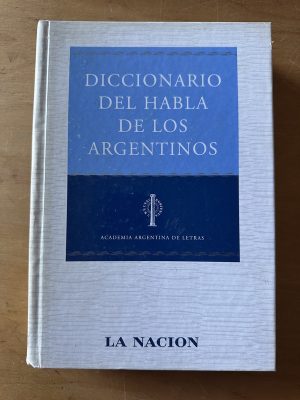 DICCIONARIO
DEL HABLA
DE LOS
ARGENTINOS
ACADEMIA ARGENTINA DE LETRAS
LA NACION